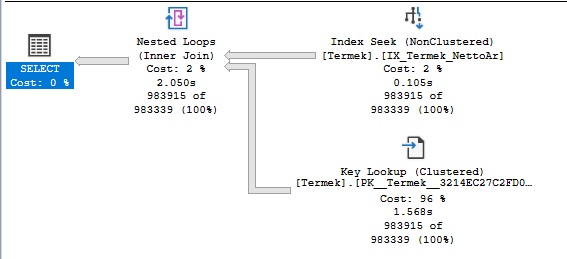 Nested Loops
(Inner Join)
Cost: 2 %
2.050s
983915 of
983339 (100%)
Index Seek (NonClustered)
[Termek].[IX_Termek_NettoAr]
Cost: 2 %
0.105s
983915 of
983339 (100%)
SELECT
Cost: 0 %
Key Lookup (Clustered)
[Termek].[PK__Termek__3214EC27C2FD0…
Cost: 96 %
1.568s
983915 of
983339 (100%)